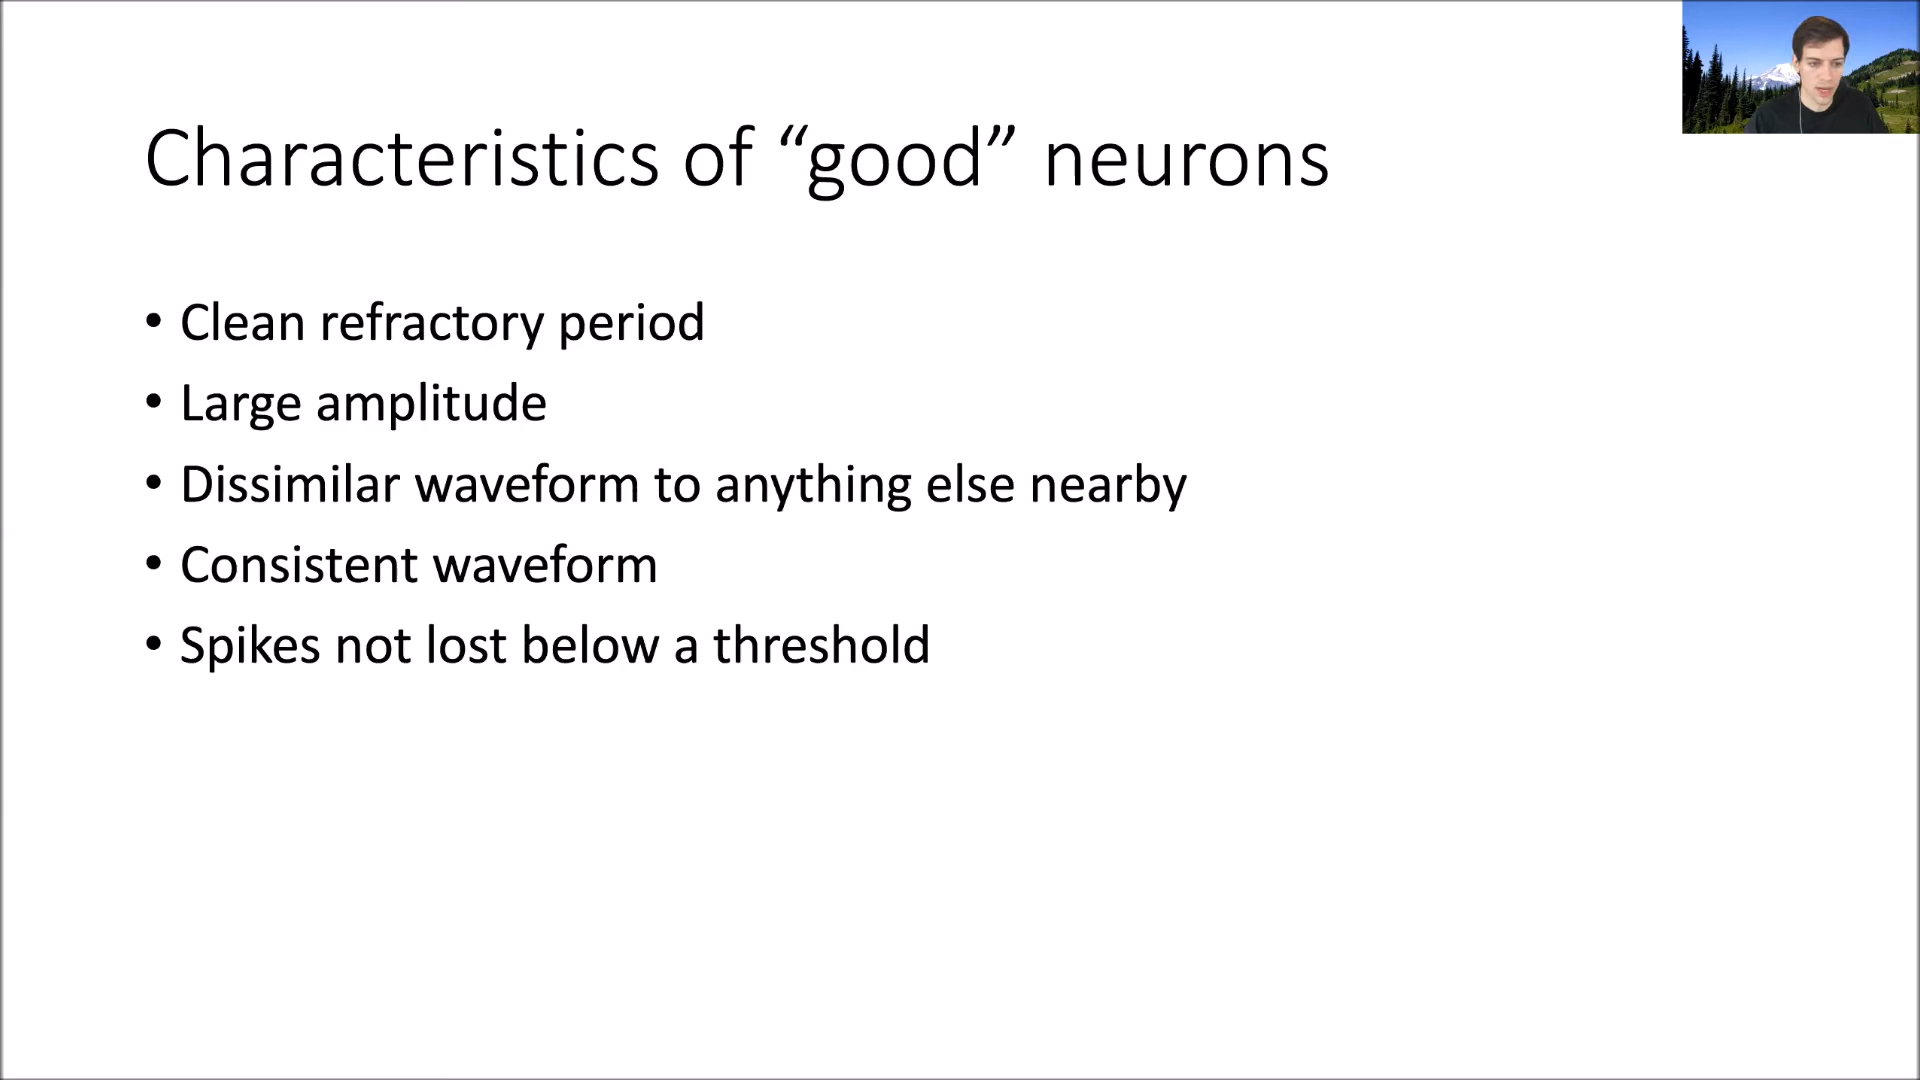 Characteristics of “good” neurons
• Clean refractory period
• Large amplitude
• Dissimilar waveform to anything else nearby
• Consistent waveform
• Spikes not lost below a threshold